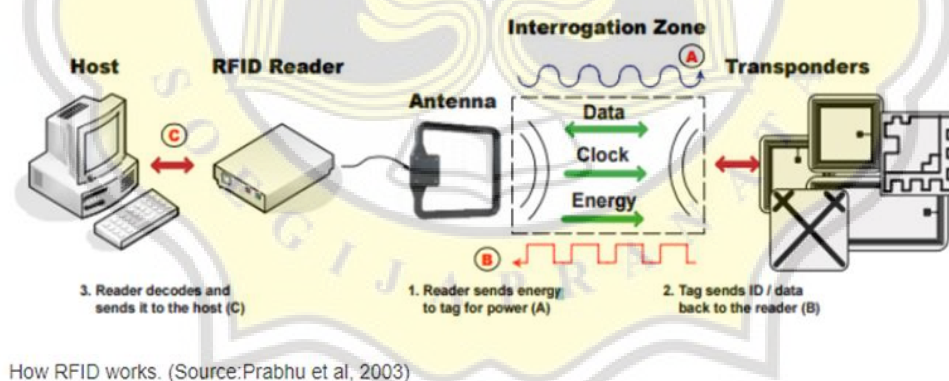 Interrogation Zone
Host
RFID Reader
A
Transponders
Antenna
Data
C
Clock
Energy
B
3. Reader decodes and
sends it to the host (C)
1. Reader sends energy
to tag for power (A)
2. Tag sends ID / data
back to the reader (B)
SOEGIJAPRANATA
How RFID works. (Source:Prabhu et al, 2003)